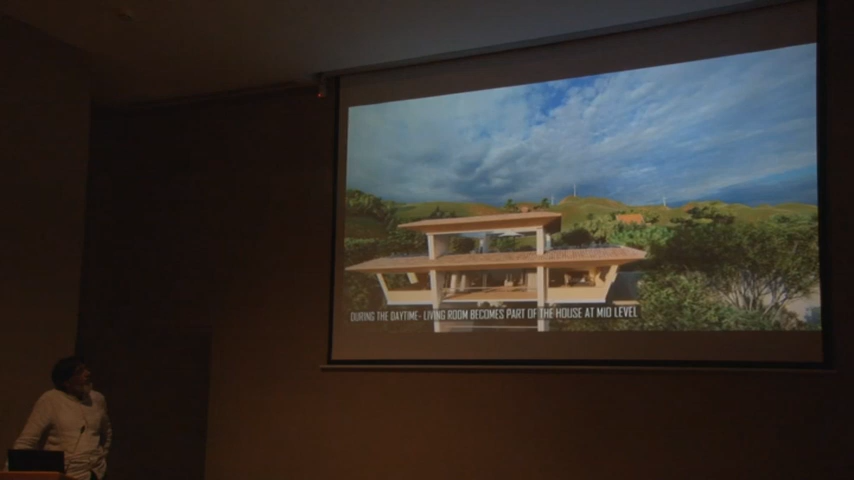 DURING THE DAYTIME- LIVING ROOM BECOMES PART OF THE HOUSE AT MID LEVEL